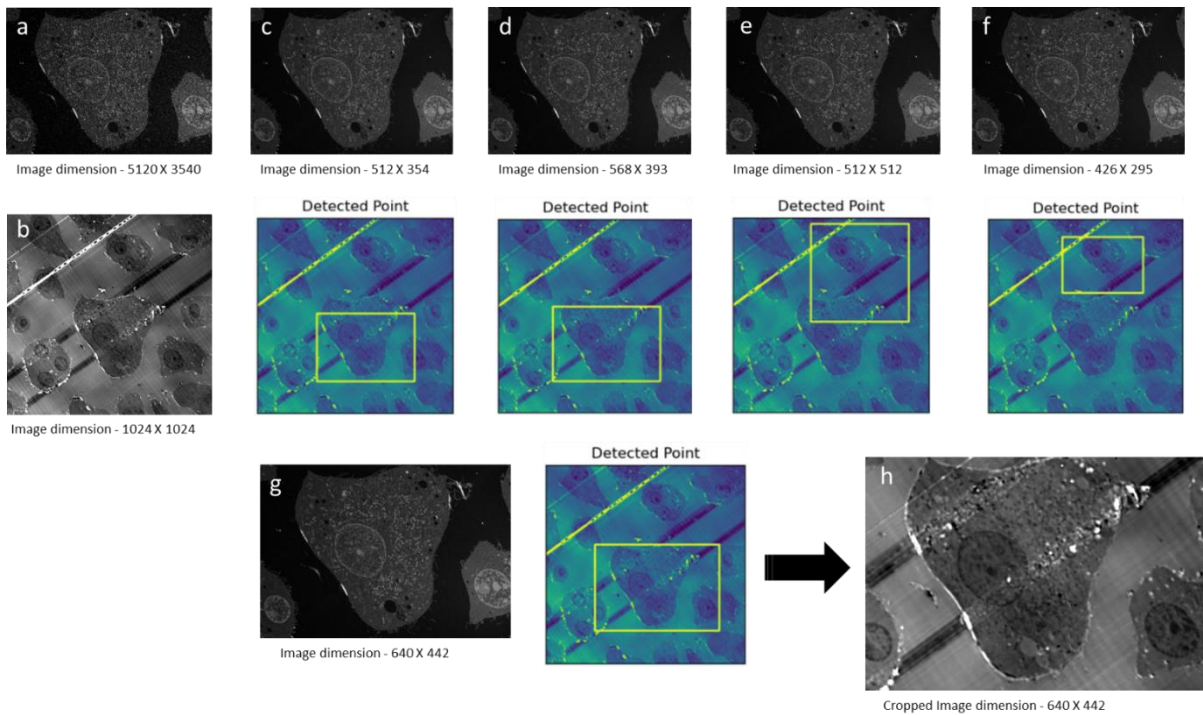 a
c
d
e
f
Image dimension - 5120 X 3540
Image dimension - 512 X 354
Image dimension - 568 X 393
Image dimension - 512 X 512
Image dimension - 426 X 295
b
Detected Point
Detected Point
Detected Point
Detected Point
Image dimension - 1024 X 1024
g
Detected Point
h
Image dimension - 640 X 442
Cropped Image dimension - 640 X 442